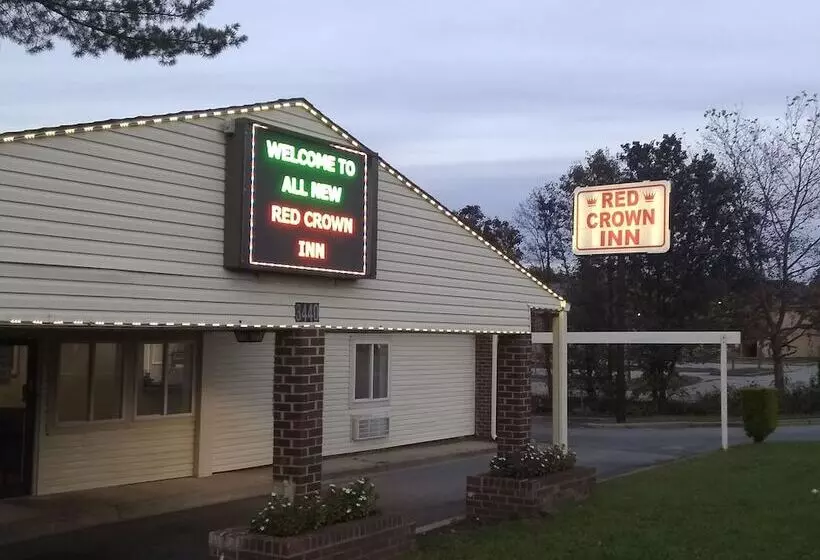 WELCOME TO
ALL NEW
RED CROWN
INN
RED
CROWN
INN
3440